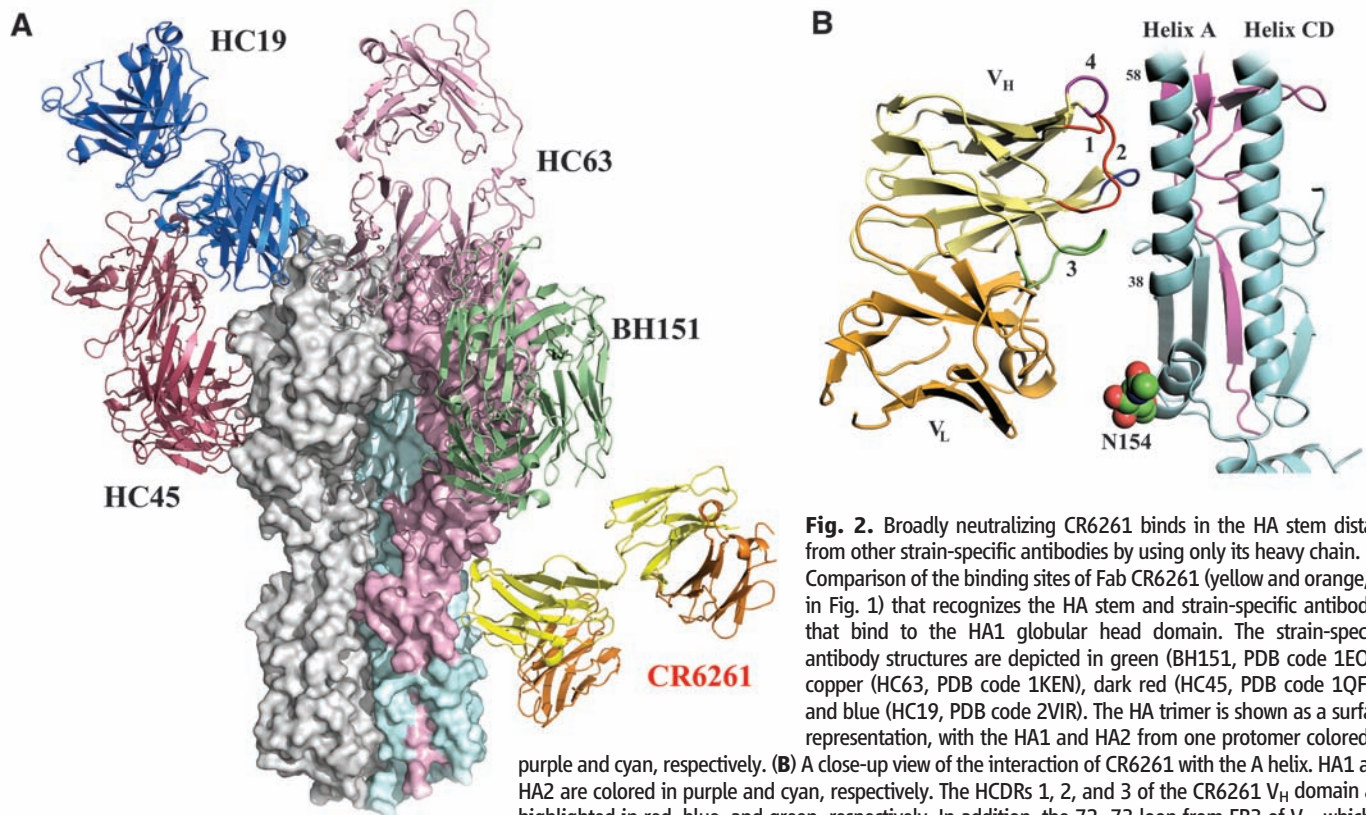 A
HC19
HC63
BH151
HC45
CR6261
B
Helix A
Helix CD
58
4
V_H
1
2
3
38
N154
V_L
Fig. 2. Broadly neutralizing CR6261 binds in the HA stem
from other strain-specific antibodies by using only its heavy chain.
Comparison of the binding sites of Fab CR6261 (yellow and orange,
in Fig. 1) that recognizes the HA stem and strain-specific
that bind to the HA1 globular head domain. The
antibody structures are depicted in green (BH151, PDB code
copper (HC63, PDB code 1KEN), dark red (HC45, PDB code
and blue (HC19, PDB code 2VIR). The HA trimer is shown as a
representation, with the HA1 and HA2 from one protomer colored
purple and cyan, respectively. (B) A close-up view of the interaction of CR6261 with the A helix. HA1
HA2 are colored in purple and cyan, respectively. The HCDRs 1, 2, and 3 of the CR6261 V_H domain